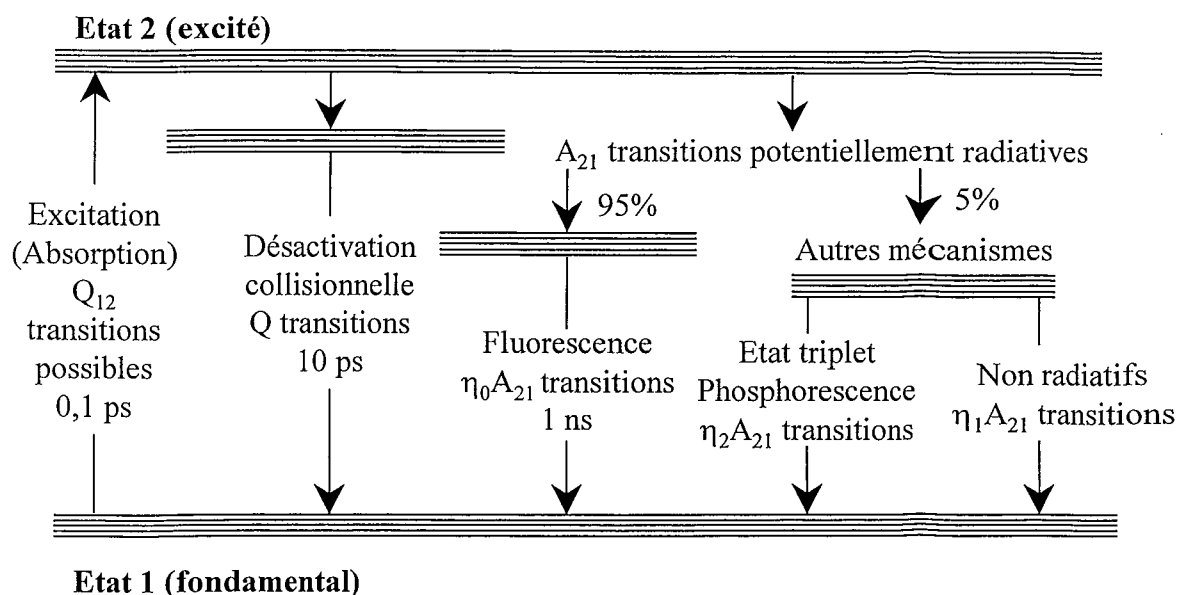 Etat 2 (excité)
A₂₁ transitions potentiellement radiatives
95%
5%
Excitation
(Absorption)
Q₁₂
transitions
possibles
0,1 ps
Désactivation
collisionnelle
Q transitions
10 ps
Fluorescence
η₀A₂₁ transitions
1 ns
Autres mécanismes
Etat triplet
Phosphorescence
η₂A₂₁ transitions
Non radiatifs
η₁A₂₁ transitions
Etat 1 (fondamental)